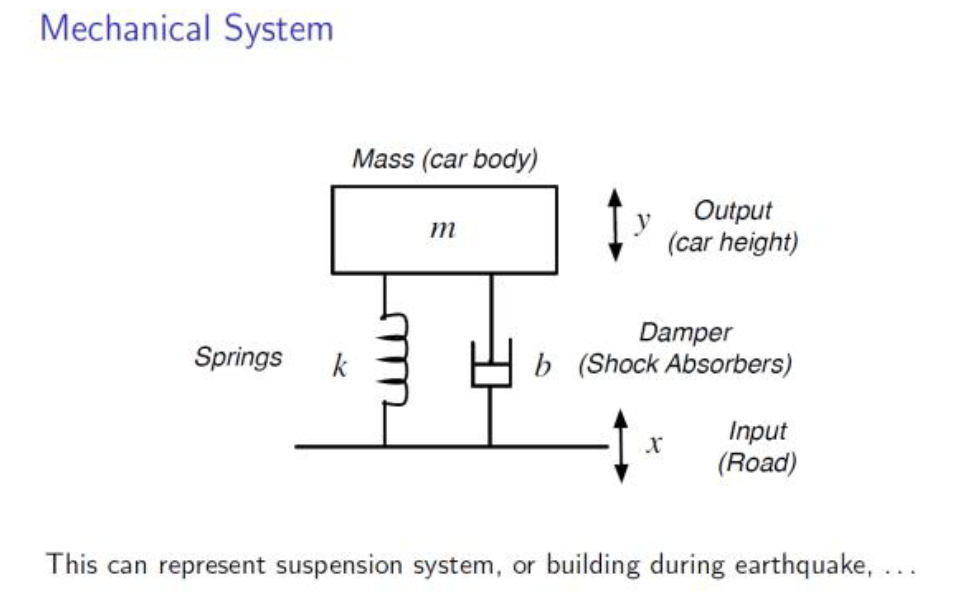 Mechanical System
Mass (car body)
m
y
Output
(car height)
Springs
k
b
Damper
(Shock Absorbers)
x
Input
(Road)
This can represent suspension system, or building during earthquake, ...